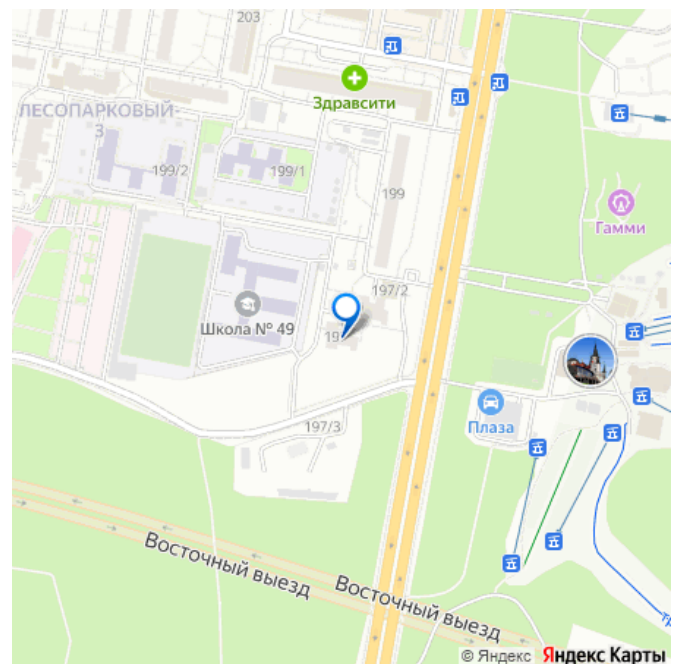 203
Здравсити
ЛЕСОПАРКОВЫЙ-
3
199/2
199/1
199
Гамми
197/2
Школа № 49
Плаза
197/3
Восточный выезд
Восточный выезд
© Яндекс Яндекс Карты